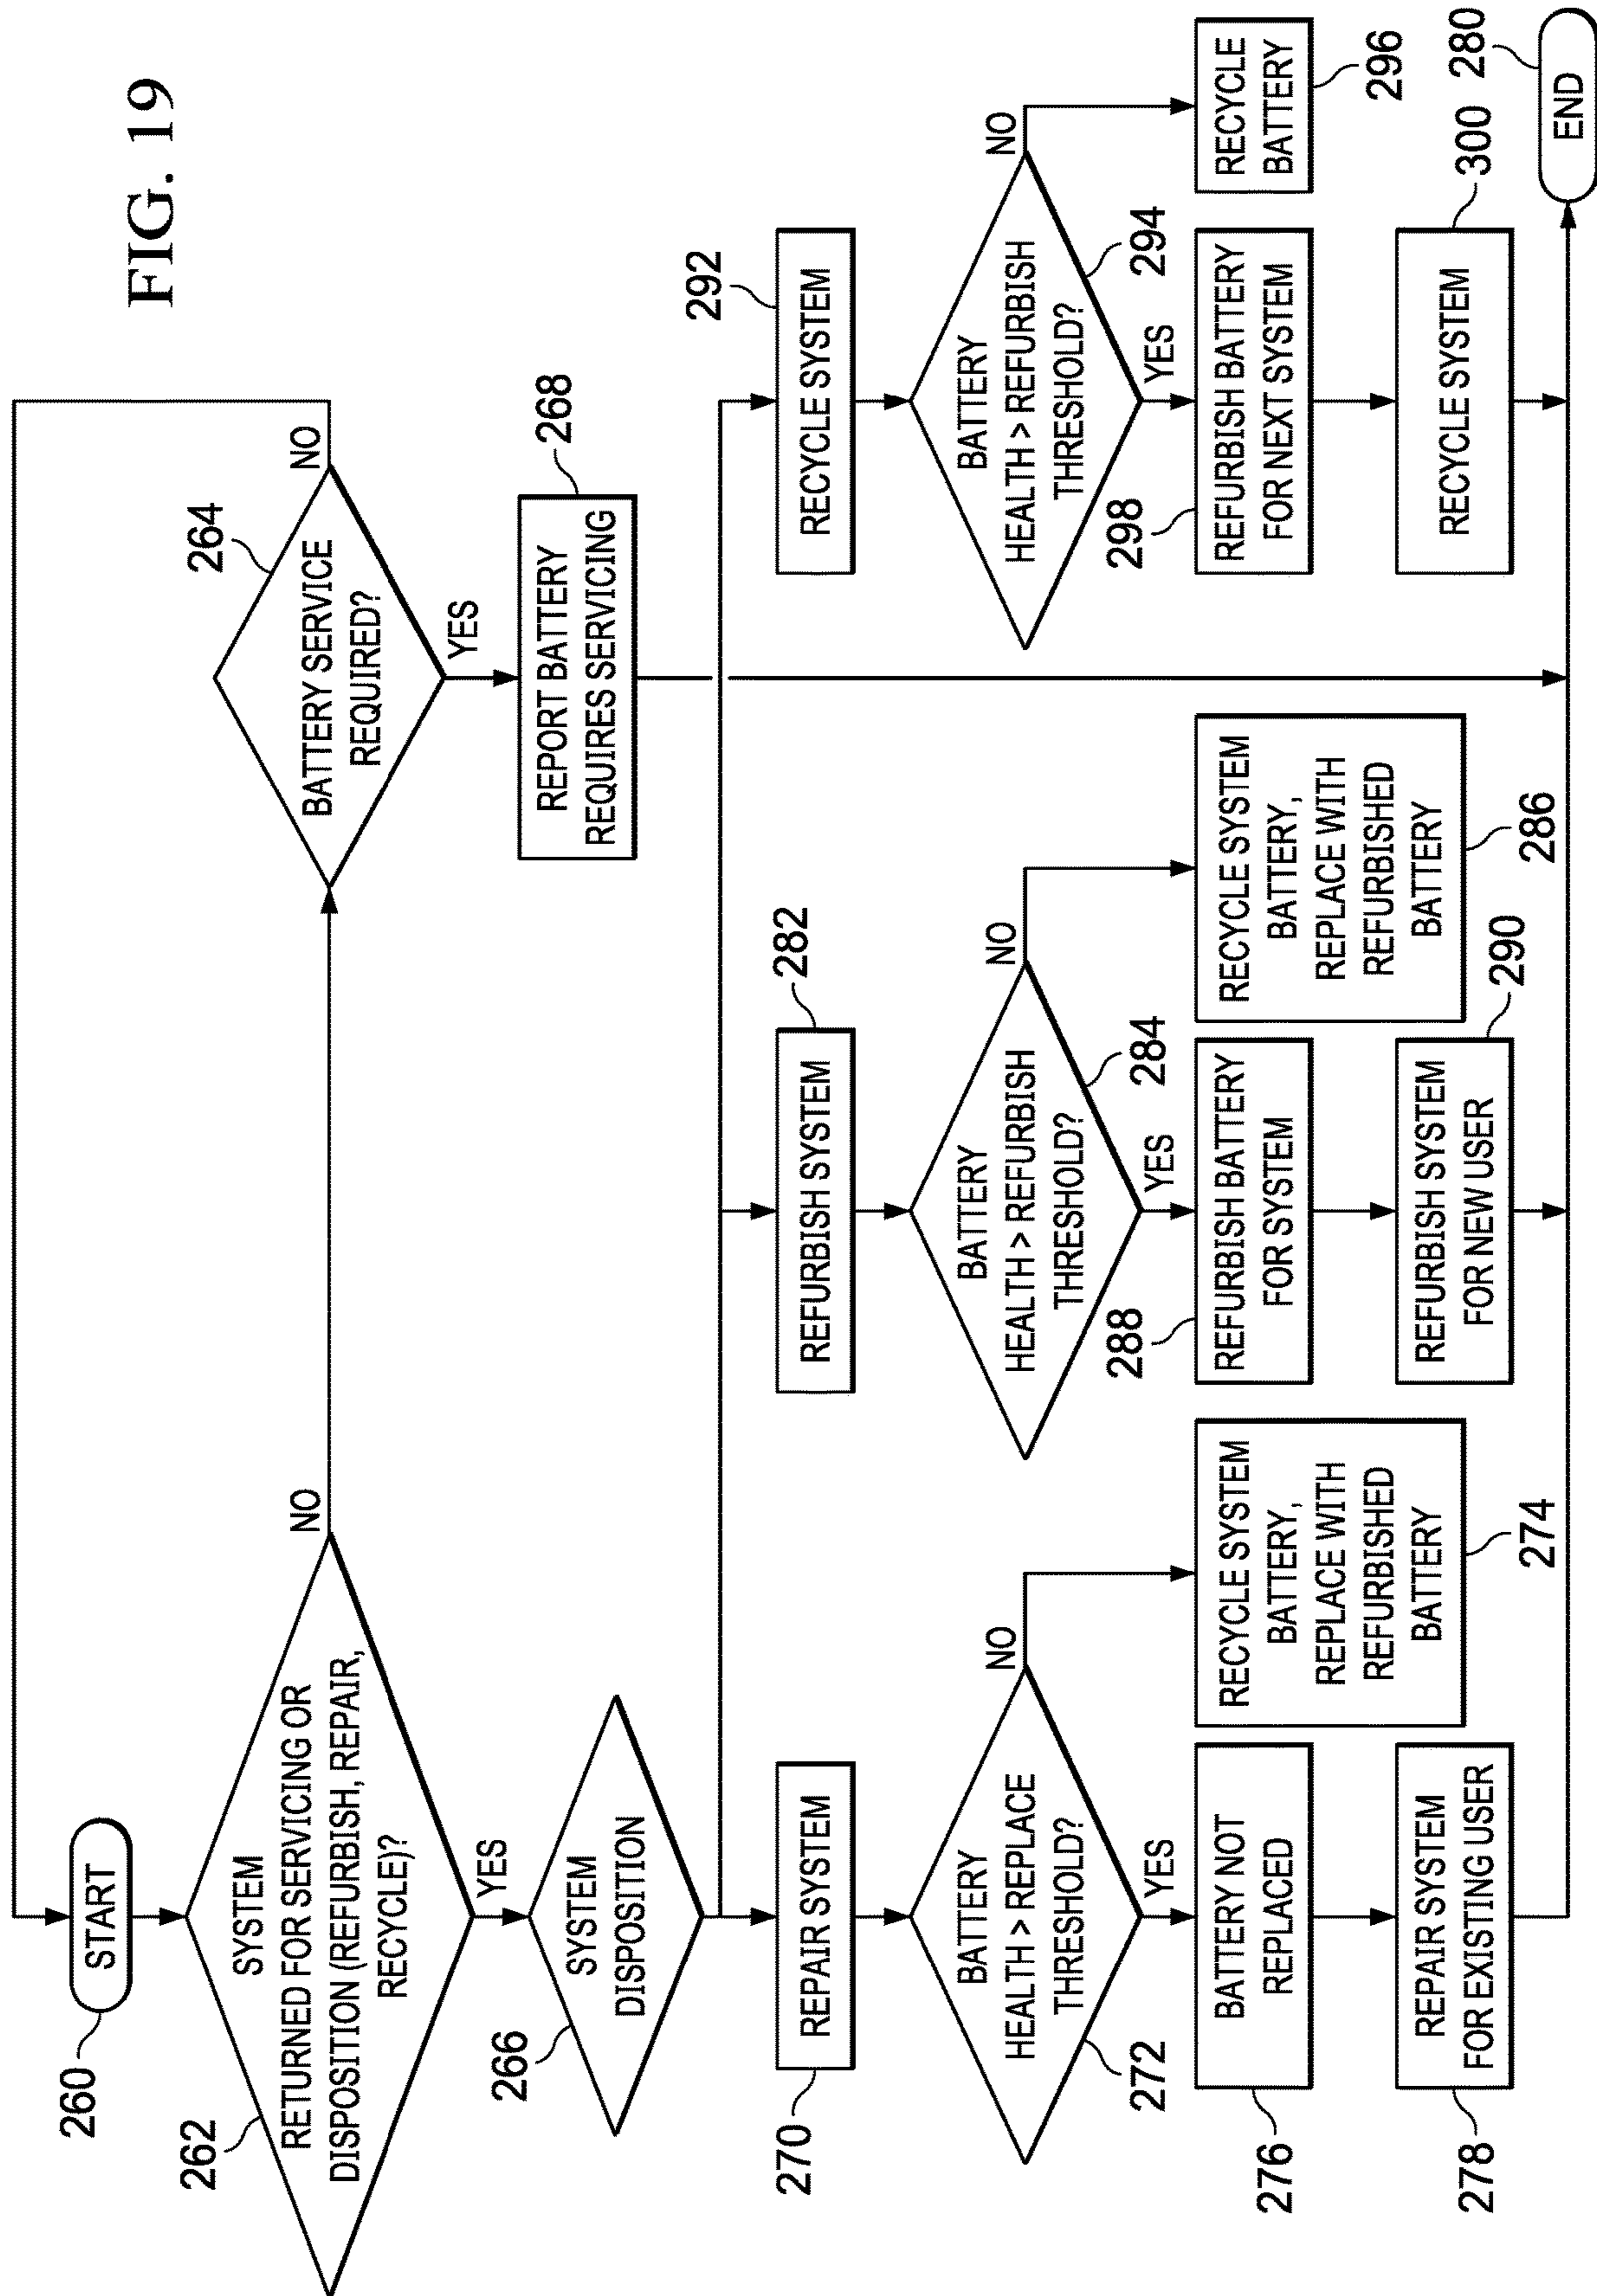 FIG. 19
START
260
SYSTEM
RETURNED FOR SERVICING OR
DISPOSITION (REFURBISH, REPAIR,
RECYCLE)?
262
NO
YES
BATTERY SERVICE
REQUIRED?
264
NO
YES
SYSTEM
DISPOSITION
266
REPORT BATTERY
REQUIRES SERVICING
268
REPAIR SYSTEM
270
BATTERY
HEALTH > REPLACE
THRESHOLD?
272
NO
YES
RECYCLE SYSTEM
BATTERY,
REPLACE WITH
REFURBISHED
BATTERY
274
BATTERY NOT
REPLACED
276
REPAIR SYSTEM
FOR EXISTING USER
278
REFURBISH SYSTEM
282
BATTERY
HEALTH > REFURBISH
THRESHOLD?
284
NO
YES
RECYCLE SYSTEM
BATTERY,
REPLACE WITH
REFURBISHED
BATTERY
286
REFURBISH BATTERY
FOR SYSTEM
288
REFURBISH SYSTEM
FOR NEW USER
290
RECYCLE SYSTEM
292
BATTERY
HEALTH > REFURBISH
THRESHOLD?
294
NO
YES
RECYCLE
BATTERY
296
REFURBISH BATTERY
FOR NEXT SYSTEM
298
RECYCLE SYSTEM
300
END
280